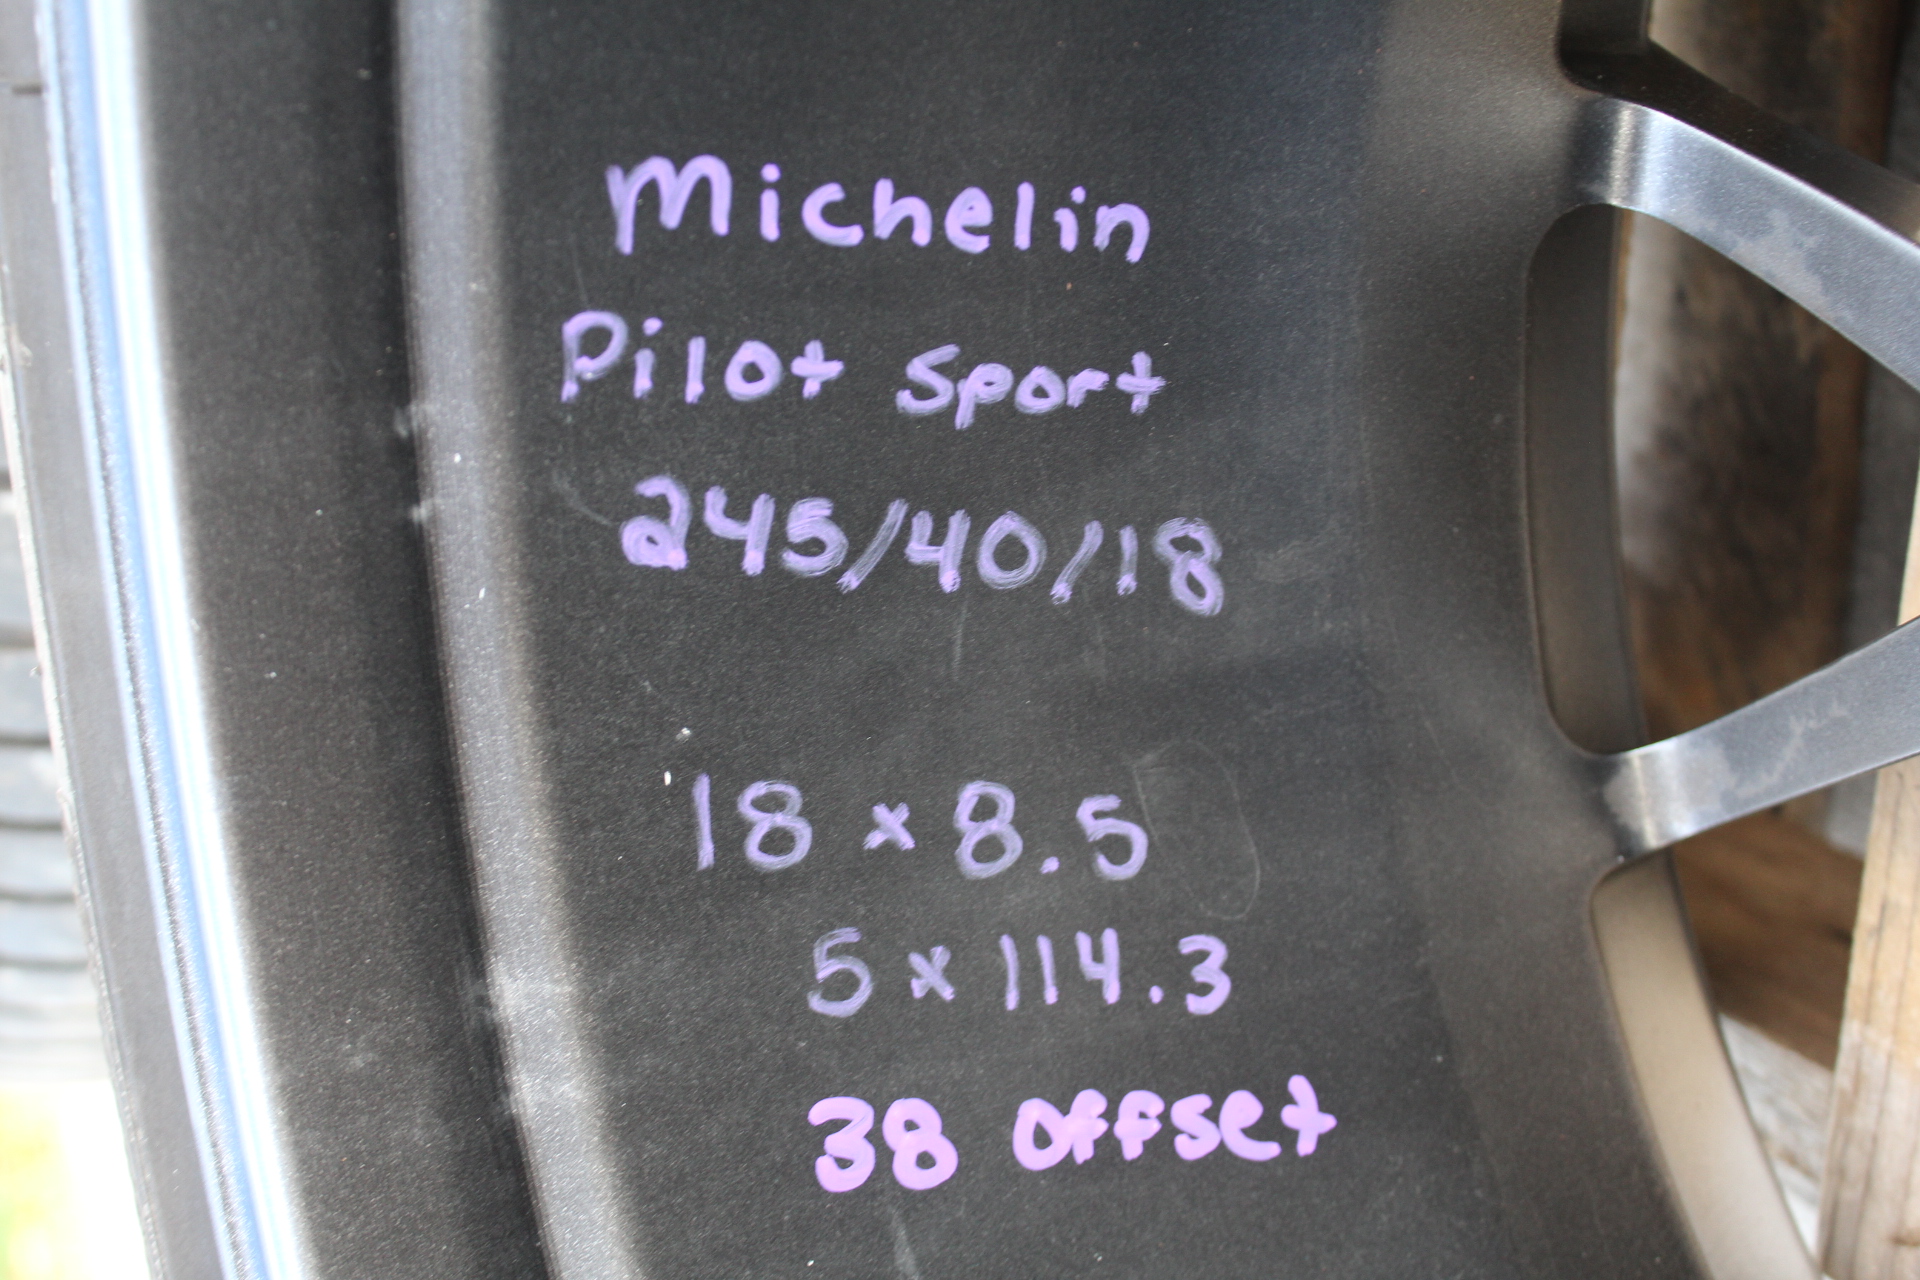 Michelin
Pilot Sport
245/40/18
18 x 8.5
5 x 114.3
38 Offset